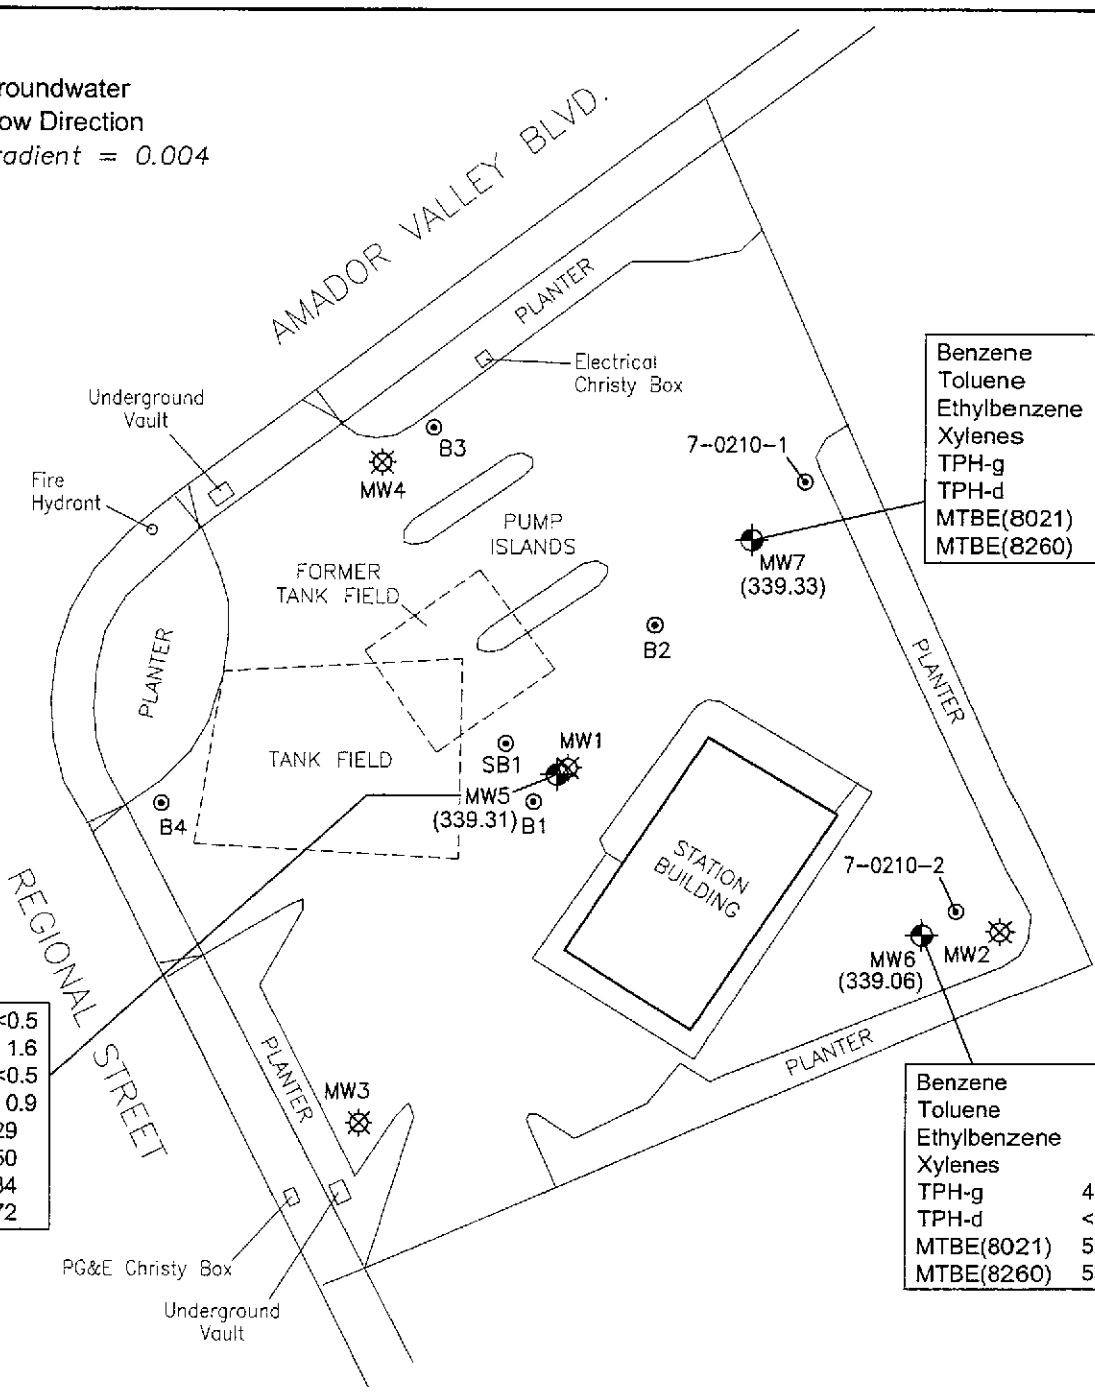 roundwater
ow Direction
radient = 0.004
AMADOR VALLEY BLVD.
PLANTER
Electrical
Christy Box
Underground
Vault
Fire
Hydrant
B3
MW4
7-0210-1
Benzene
Toluene
Ethylbenzene
Xylenes
TPH-g
TPH-d
MTBE(8021)
MTBE(8260)
PUMP
ISLANDS
MW7
(339.33)
FORMER
TANK FIELD
B2
PLANTER
PLANTER
TANK FIELD
SB1
MW1
MW5
(339.31)
B1
B4
STATION
BUILDING
7-0210-2
MW6
(339.06)
MW2
REGIONAL STREET
<0.5
1.6
<0.5
0.9
29
50
34
72
PLANTER
MW3
PLANTER
Benzene
Toluene
Ethylbenzene
Xylenes
TPH-g 4
TPH-d <
MTBE(8021) 5
MTBE(8260) 5
PG&E Christy Box
Underground
Vault